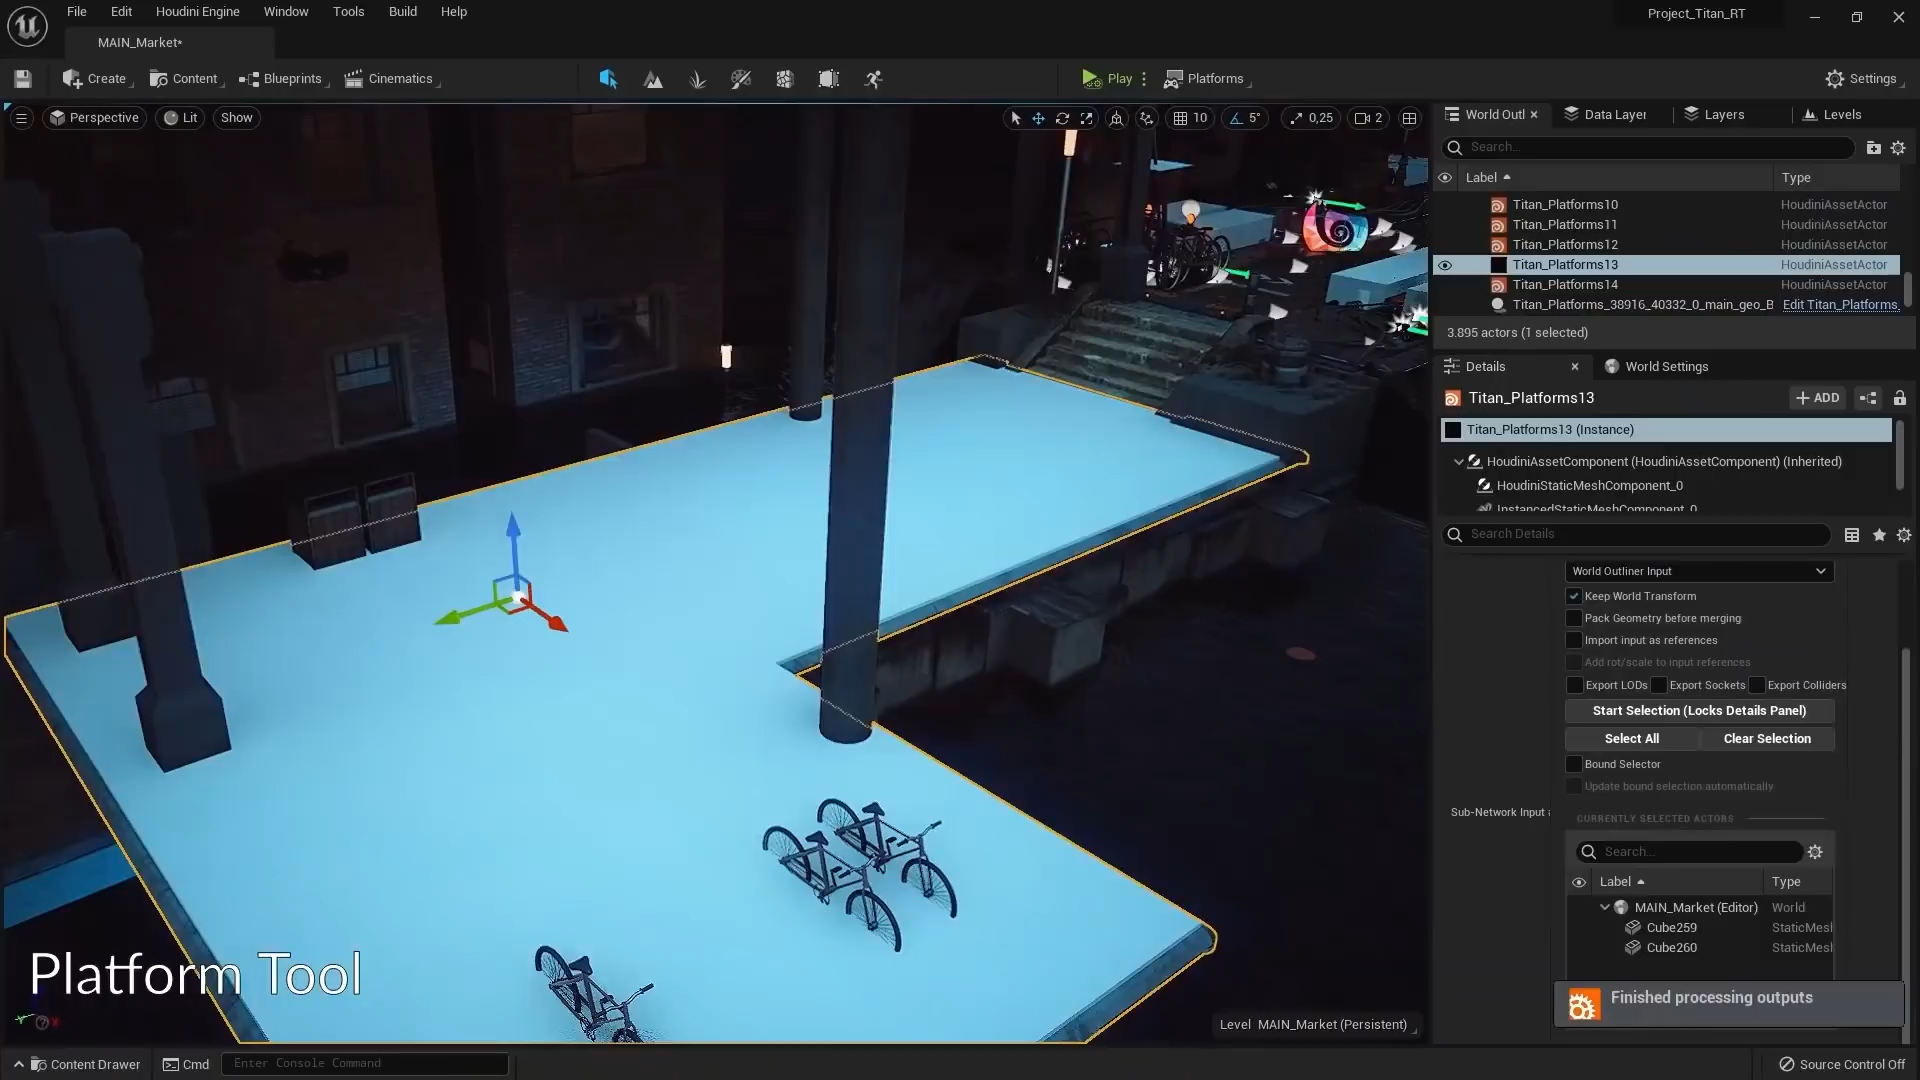 File Edit Houdini Engine Window Tools Build Help
Project_Titan_RT
MAIN_Market*
Create Content Blueprints Cinematics Play Platforms Settings
Perspective Lit Show 10 5° 0,25 2
World Outl Data Layer Layers Levels
Search...
Label Type
Titan_Platforms10 HoudiniAssetActor
Titan_Platforms11 HoudiniAssetActor
Titan_Platforms12 HoudiniAssetActor
Titan_Platforms13 HoudiniAssetActor
Titan_Platforms14 HoudiniAssetActor
Titan_Platforms_38916_40332_0_main_geo_B Edit Titan_Platforms_
3.895 actors (1 selected)
Details World Settings
Titan_Platforms13 ADD
Titan_Platforms13 (Instance)
HoudiniAssetComponent (HoudiniAssetComponent) (Inherited)
HoudiniStaticMeshComponent_0
InstancedStaticMeshComponent_0
Search Details
World Outliner Input
Keep World Transform
Pack Geometry before merging
Import input as references
Add rot/scale to input references
Export LODs Export Sockets Export Colliders
Start Selection (Locks Details Panel)
Select All Clear Selection
Bound Selector
Update bound selection automatically
Sub-Network Input
CURRENTLY SELECTED ACTORS
Search...
Label Type
MAIN_Market (Editor) World
Cube259 StaticMesl
Cube260 StaticMesl
Finished processing outputs
Platform Tool
Level MAIN_Market (Persistent)
Content Drawer Cmd Enter Console Command Source Control Off